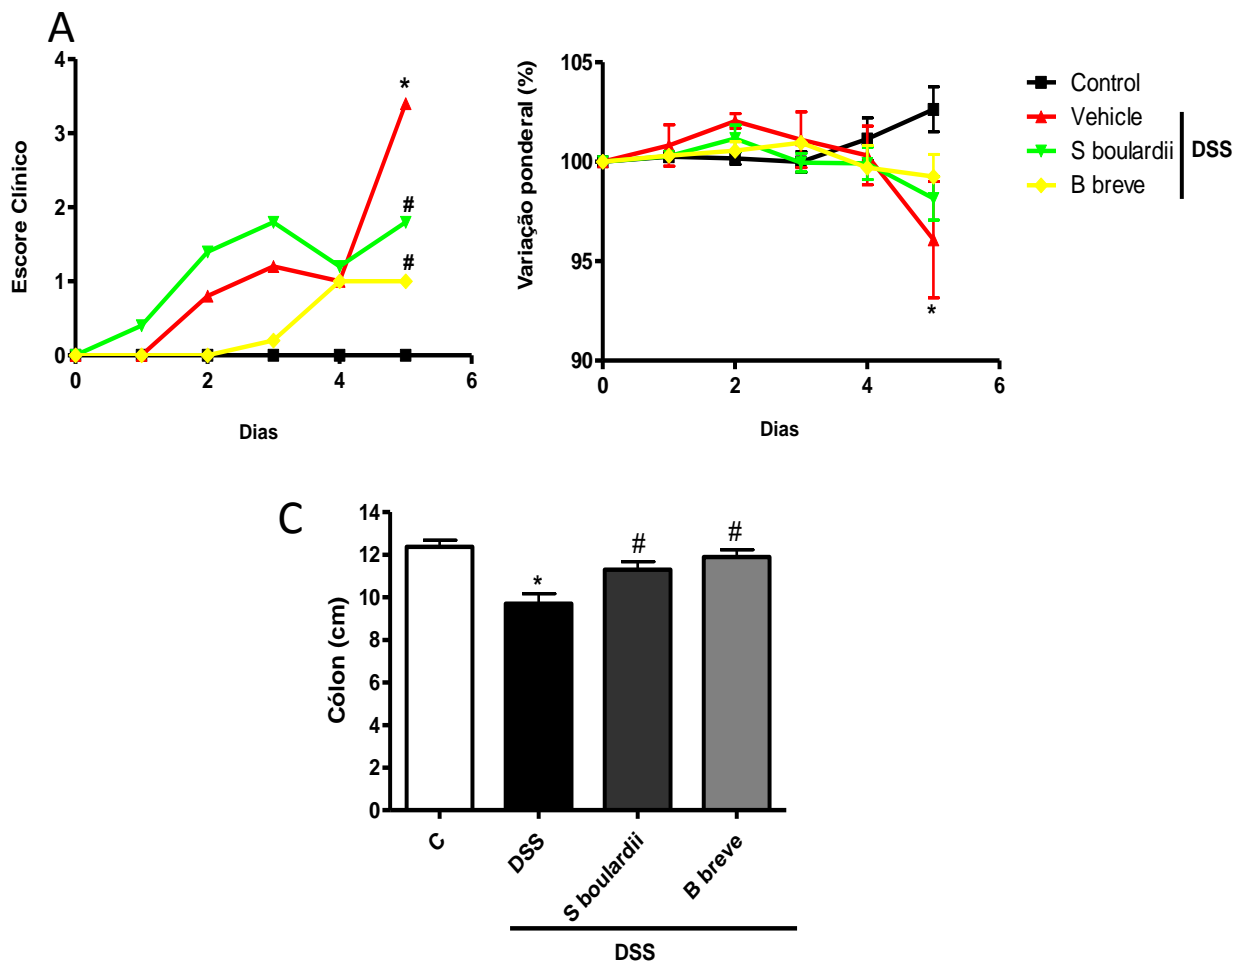 A
Escore Clínico
4
3
2
1
0
*
#
#
0 2 4 6
Dias
Variação ponderal (%)
105
100
95
90
*
0 2 4 6
Dias
Control
Vehicle
S boulardii
B breve
DSS
C
Cólon (cm)
14
12
10
8
6
4
2
0
*
#
#
C
DSS
S boulardii
B breve
DSS